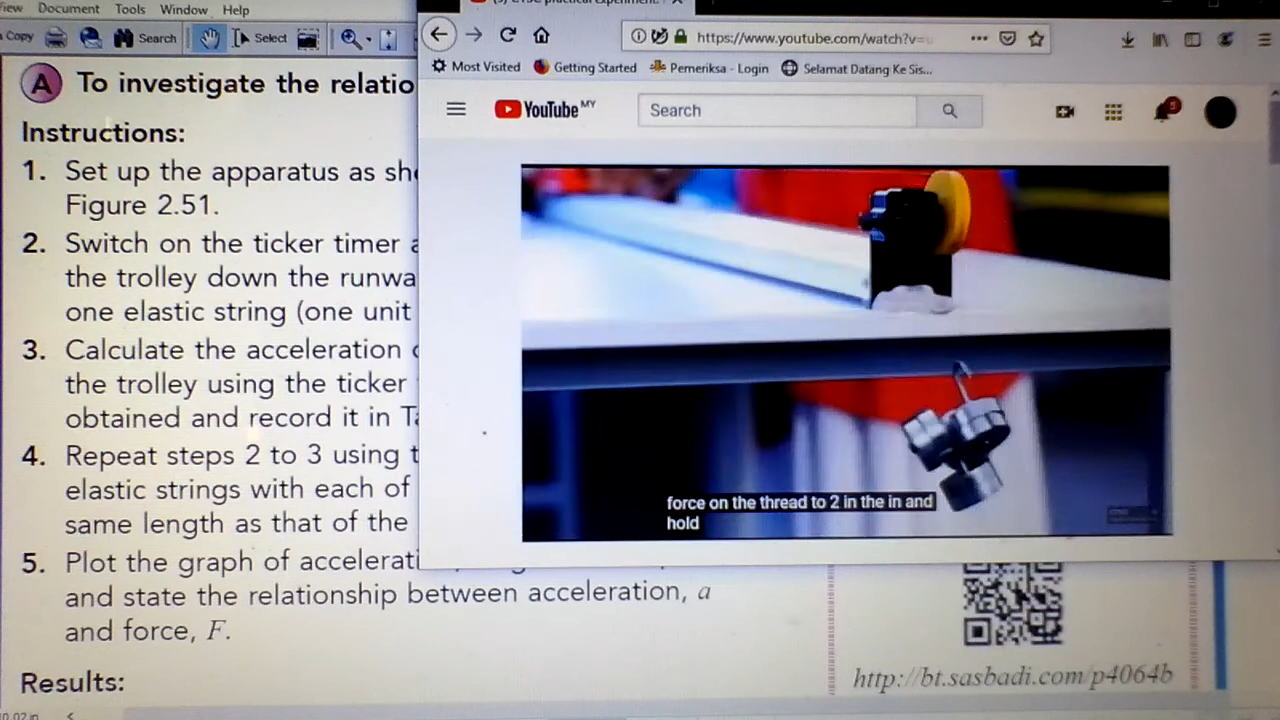 View Document Tools Window Help
Copy Search Select
A To investigate the relatio
Instructions:
1. Set up the apparatus as sh
Figure 2.51.
2. Switch on the ticker timer a
the trolley down the runwa
one elastic string (one unit
3. Calculate the acceleration o
the trolley using the ticker
obtained and record it in Ta
4. Repeat steps 2 to 3 using t
elastic strings with each of
same length as that of the
5. Plot the graph of accelerati
and state the relationship between acceleration, a
and force, F.
Results:
https://www.youtube.com/watch?v=
Most Visited Getting Started Pemeriksa - Login Selamat Datang Ke Sis...
YouTube MY Search
force on the thread to 2 in the in and
hold
http://bt.sasbadi.com/p4064b